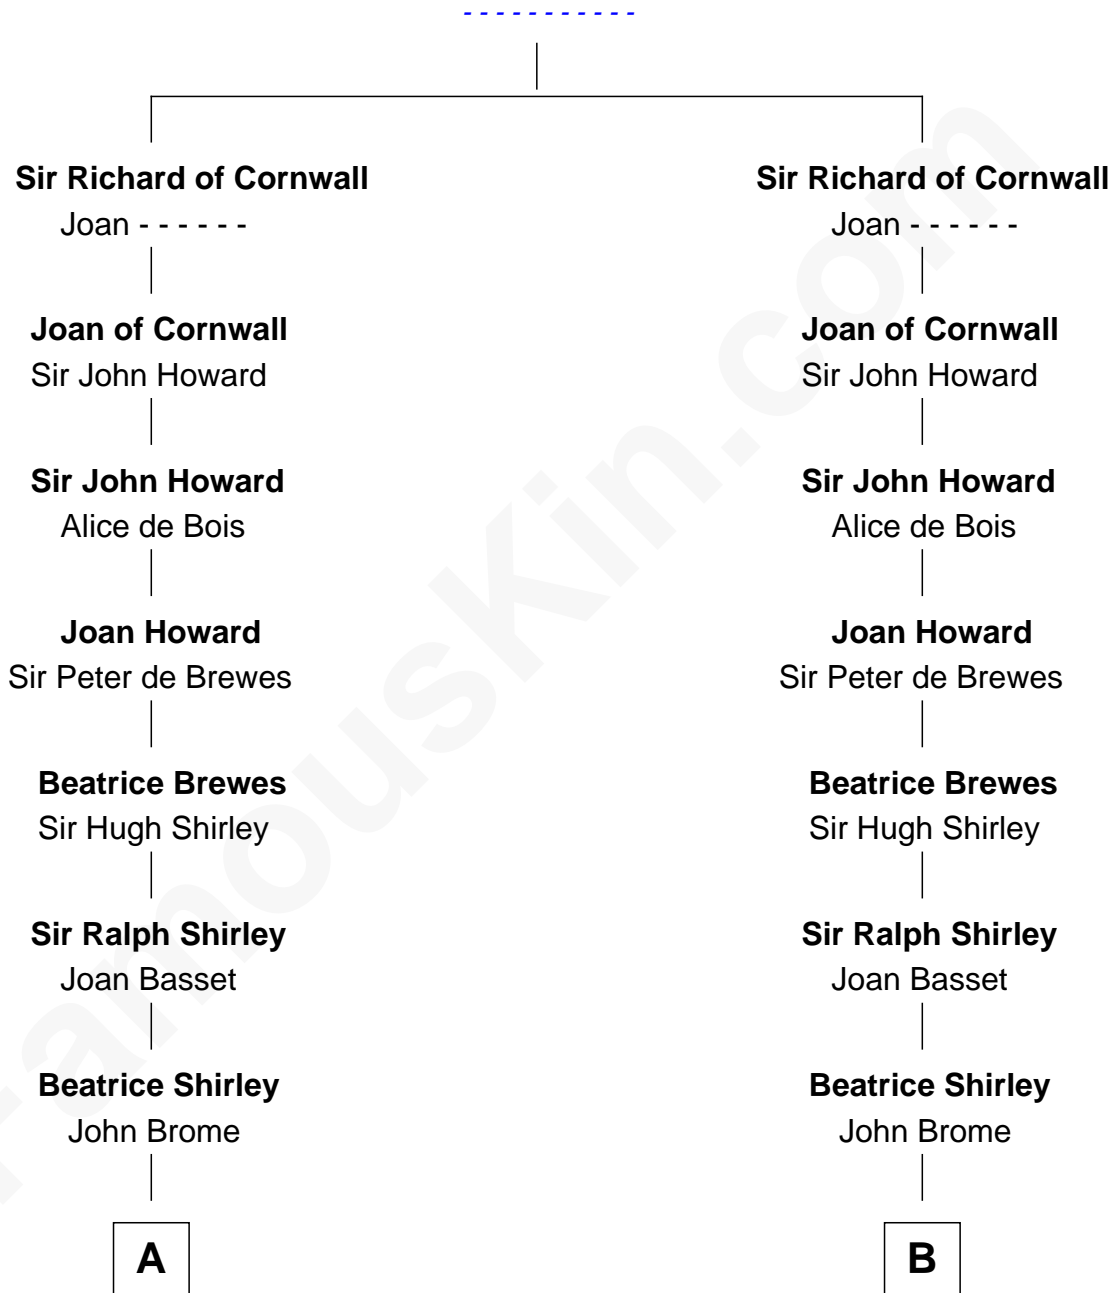 - - - - - - - - - - -
Sir Richard of Cornwall Sir Richard of Cornwall
Joan - - - - - - Joan - - - - - -
Joan of Cornwall Joan of Cornwall
Sir John Howard Sir John Howard
Sir John Howard Sir John Howard
Alice de Bois Alice de Bois
Joan Howard Joan Howard
Sir Peter de Brewes Sir Peter de Brewes
Beatrice Brewes Beatrice Brewes
Sir Hugh Shirley Sir Hugh Shirley
Sir Ralph Shirley Sir Ralph Shirley
Joan Basset Joan Basset
Beatrice Shirley Beatrice Shirley
John Brome John Brome
A B
FamousKin.com